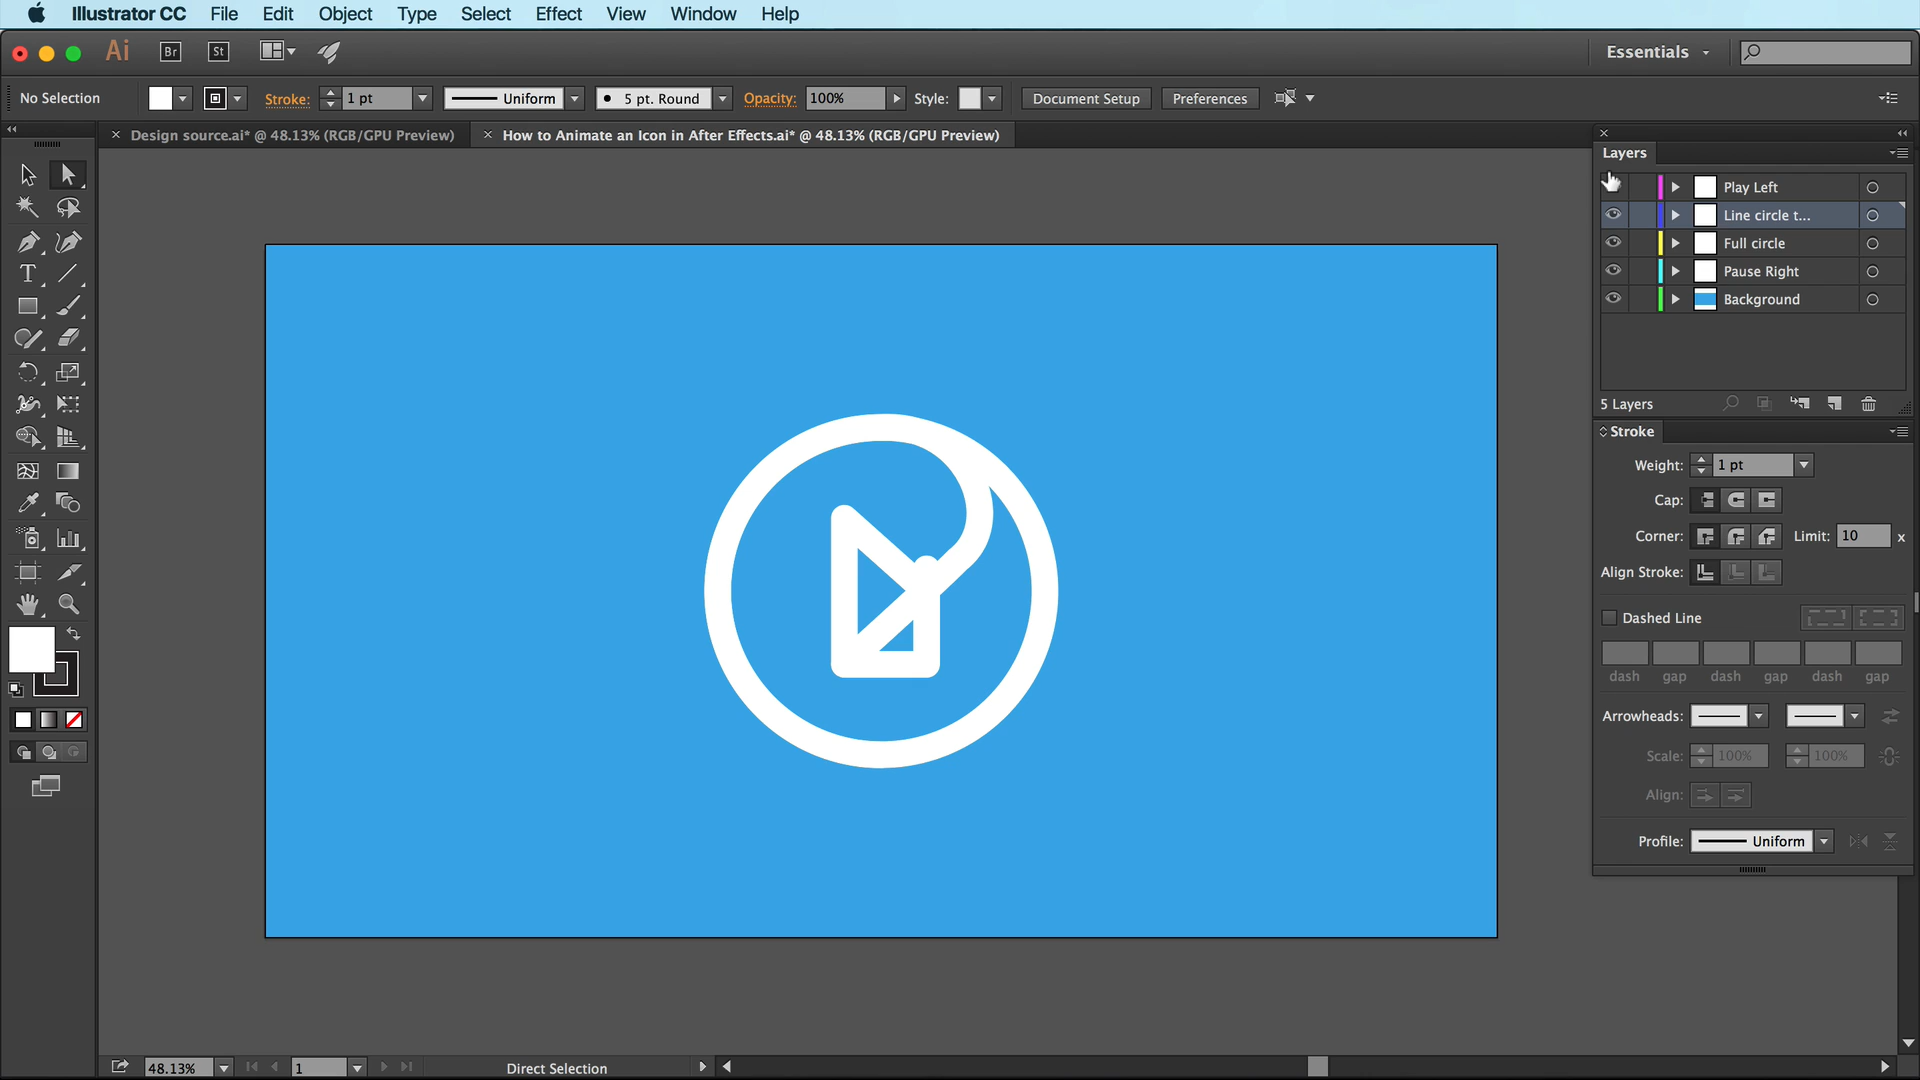 Illustrator CC File Edit Object Type Select Effect View Window Help
Ai Br St Essentials
No Selection Stroke: 1 pt Uniform 5 pt. Round Opacity: 100% Style: Document Setup Preferences
Design source.ai* @ 48.13% (RGB/GPU Preview) How to Animate an Icon in After Effects.ai* @ 48.13% (RGB/GPU Preview)
Layers
Play Left
Line circle t...
Full circle
Pause Right
Background
5 Layers
Stroke
Weight: 1 pt
Cap:
Corner: Limit: 10 x
Align Stroke:
Dashed Line
dash gap dash gap dash gap
Arrowheads:
Scale: 100% 100%
Align:
Profile: Uniform
48.13% 1 Direct Selection